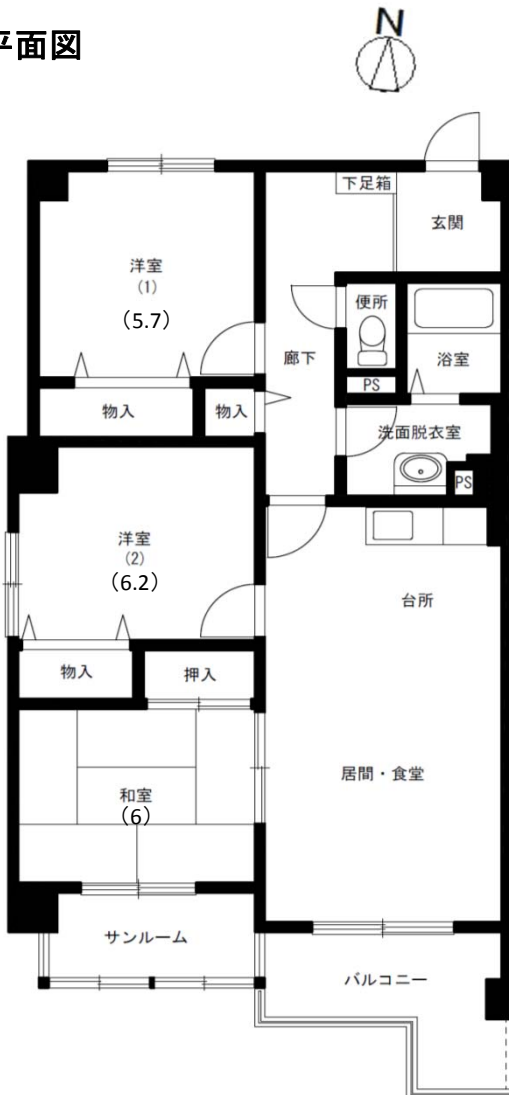 平面図
N
下足箱
玄関
洋室
(1)
（5.7）
便所
廊下
浴室
PS
物入
物入
洗面脱衣室
PS
洋室
(2)
（6.2）
台所
物入
押入
居間・食堂
和室
（6）
サンルーム
バルコニー